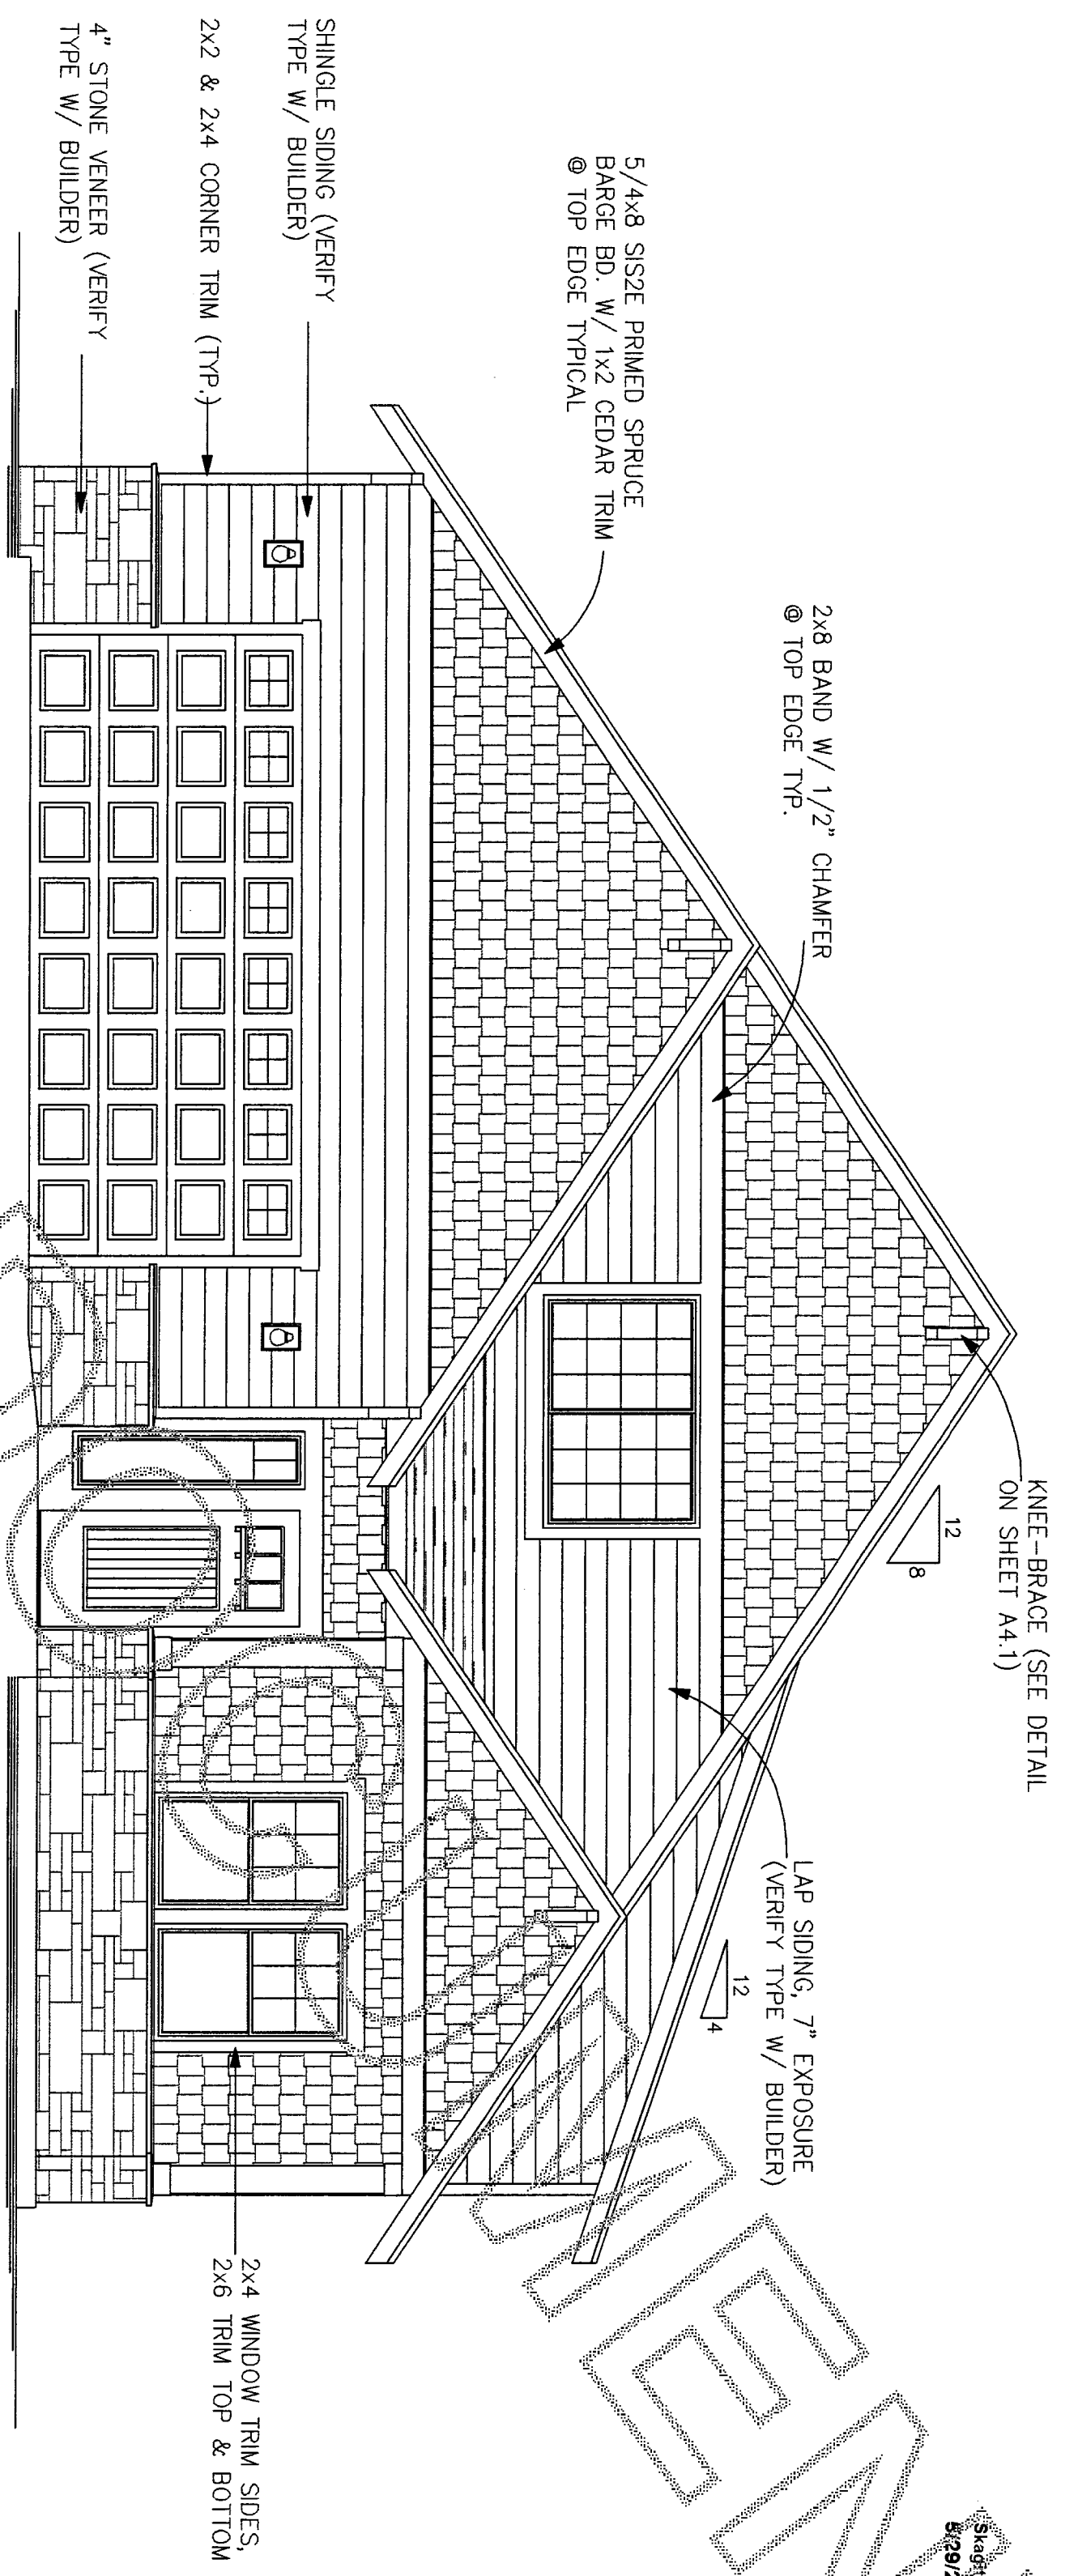 KNEE-BRACE (SEE DETAIL
ON SHEET A4.1)
12
8
2x8 BAND W/ 1/2" CHAMFER
@ TOP EDGE TYP.
LAP SIDING, 7" EXPOSURE
(VERIFY TYPE W/ BUILDER)
12
4
5/4x8 SIS2E PRIMED SPRUCE
BARGE BD. W/ 1x2 CEDAR TRIM
@ TOP EDGE TYPICAL
SHINGLE SIDING (VERIFY
TYPE W/ BUILDER)
2x2 & 2x4 CORNER TRIM (TYP.)
4" STONE VENEER (VERIFY
TYPE W/ BUILDER)
2x4 WINDOW TRIM SIDES,
2x6 TRIM TOP & BOTTOM